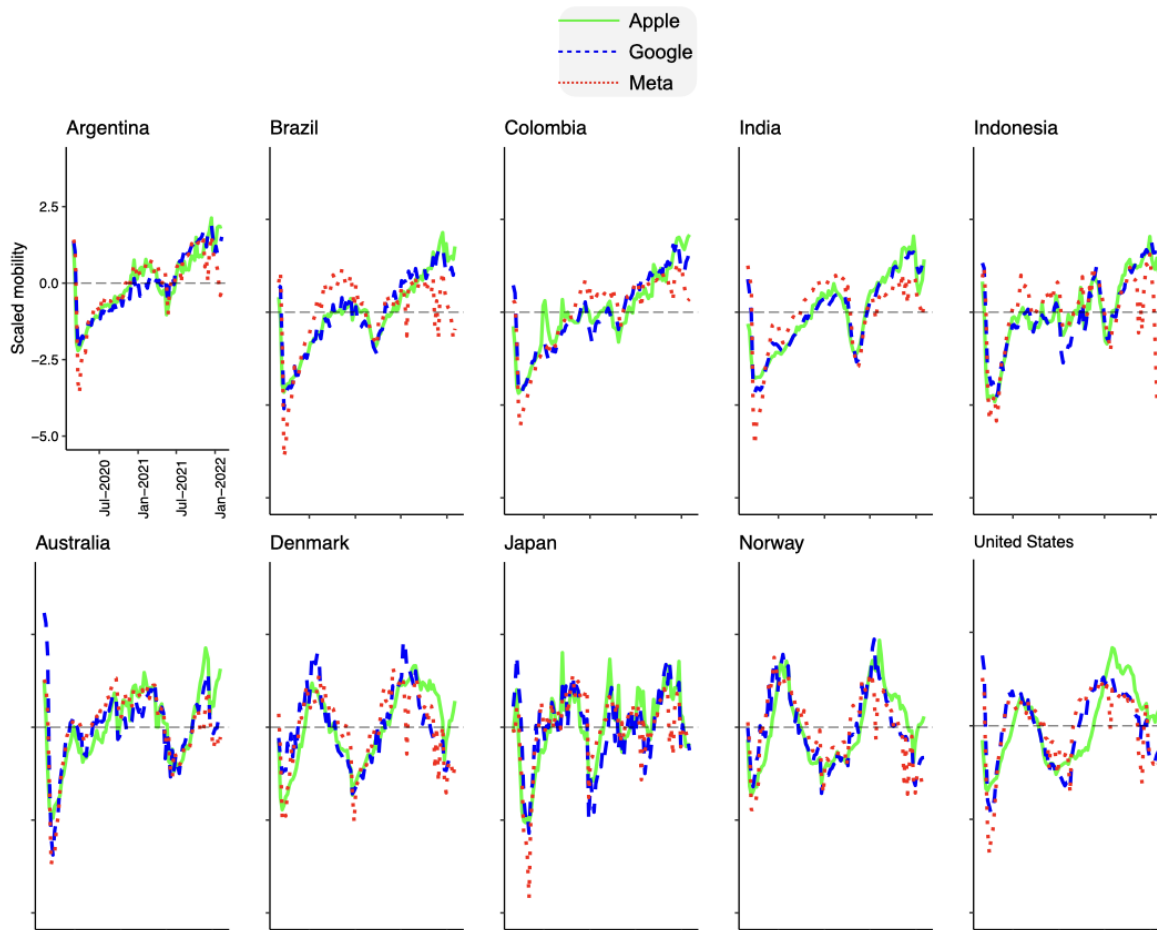 Apple
Google
Meta
Argentina
Brazil
Colombia
India
Indonesia
Scaled mobility
2.5
0.0
−2.5
−5.0
Jul−2020
Jan−2021
Jul−2021
Jan−2022
Australia
Denmark
Japan
Norway
United States